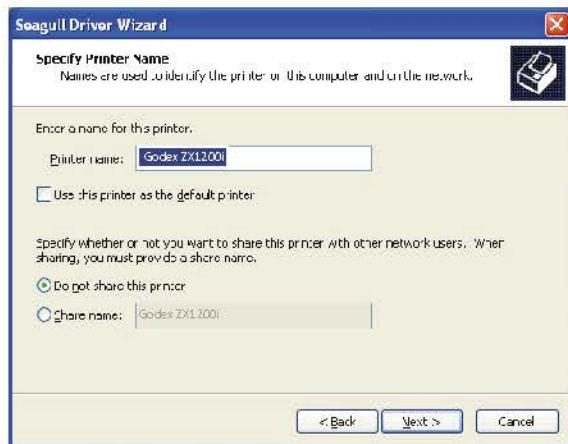 Seagull Driver Wizard
Specify Printer Name
Names are used to identify the printer on this computer and on the network.
Enter a name for this printer.
Printer name: Godex ZX1200i
Use this printer as the default printer
Specify whether or not you want to share this printer with other network users. When
sharing, you must provide a share name.
Do not share this printer
Share name: Godex ZX1200i
< Back Next > Cancel